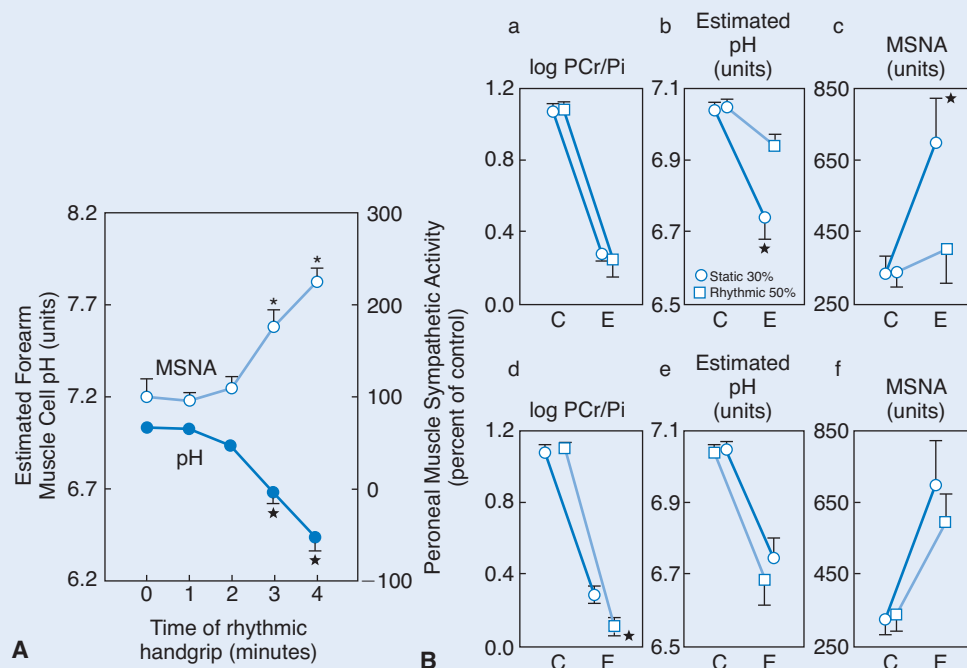 a
log PCr/Pi
1.2
0.8
0.4
0.0
C E
b
Estimated
pH
(units)
7.1
6.9
6.7
6.5
★
Static 30%
Rhythmic 50%
C E
c
MSNA
(units)
850
650
450
250
★
C E
8.2
7.7
7.2
6.7
6.2
Estimated Forearm
Muscle Cell pH (units)
300
200
100
0
–100
Peroneal Muscle Sympathetic Activity
(percent of control)
MSNA
pH
* *
★ ★
0 1 2 3 4
Time of rhythmic
handgrip (minutes)
A
d
log PCr/Pi
1.2
0.8
0.4
0.0
★
C E
e
Estimated
pH
(units)
7.1
6.9
6.7
6.5
C E
f
MSNA
(units)
850
650
450
250
C E
B